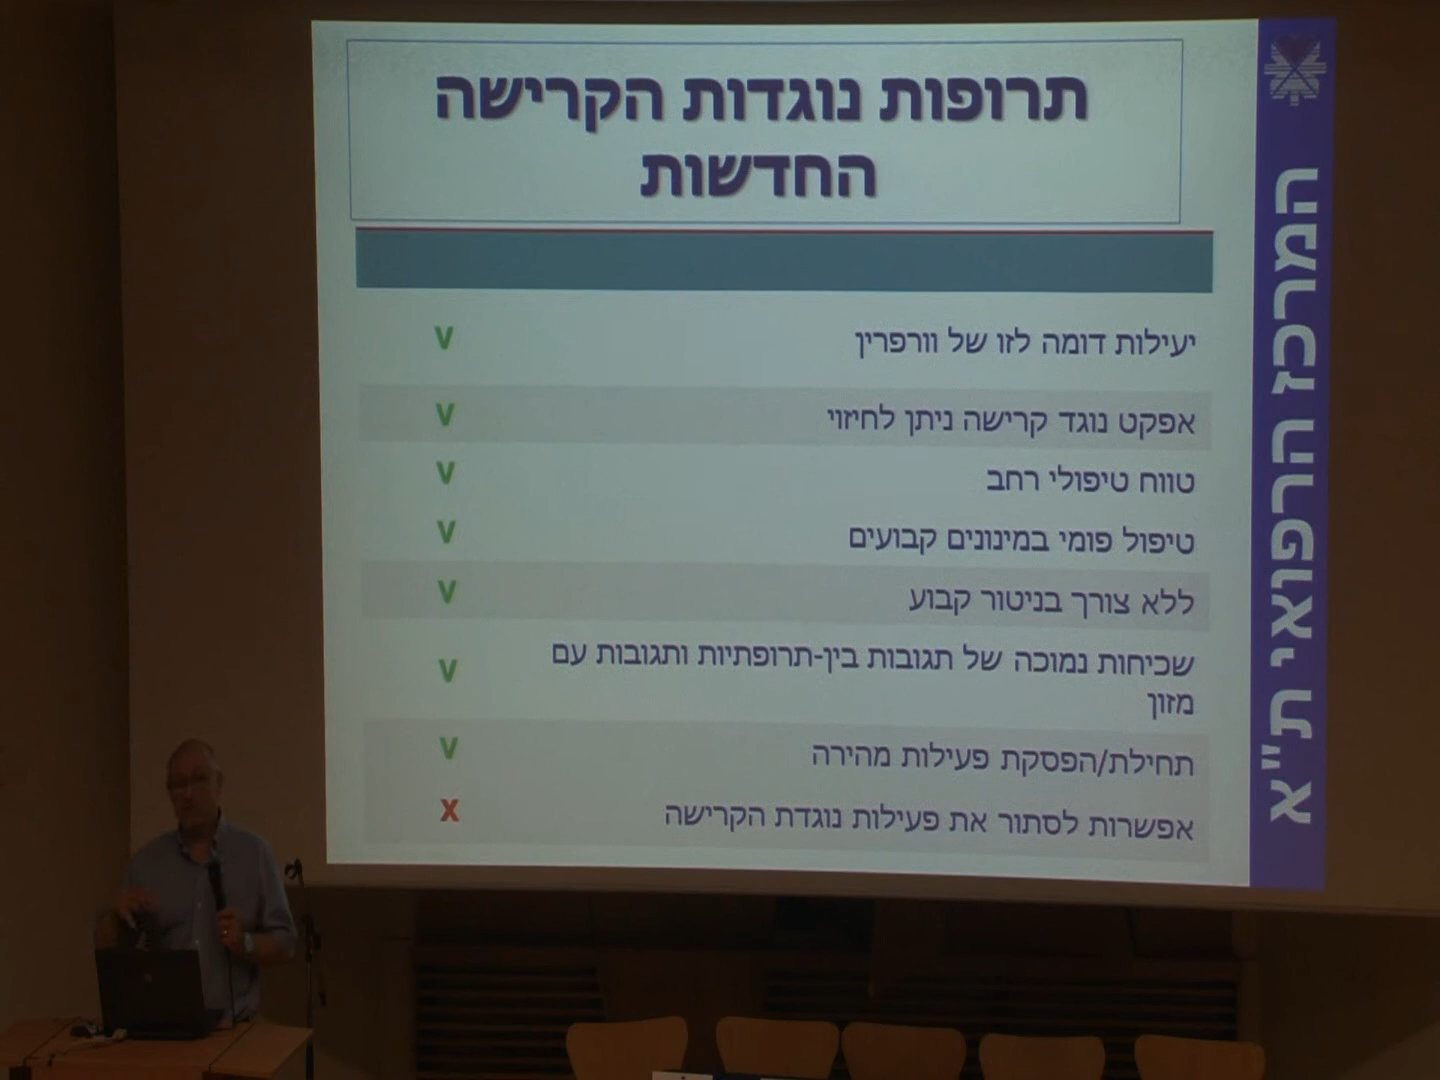 תרופות נוגדות הקרישה
החדשות
יעילות דומה לזו של וורפרין V
אפקט נוגד קרישה ניתן לחיזוי V
טווח טיפולי רחב V
טיפול פומי במינונים קבועים V
ללא צורך בניטור קבוע V
שכיחות נמוכה של תגובות בין-תרופתיות ותגובות עם V
מזון
תחילת/הפסקת פעילות מהירה V
אפשרות לסתור את פעילות נוגדת הקרישה X
המרכז הרפואי ת"א